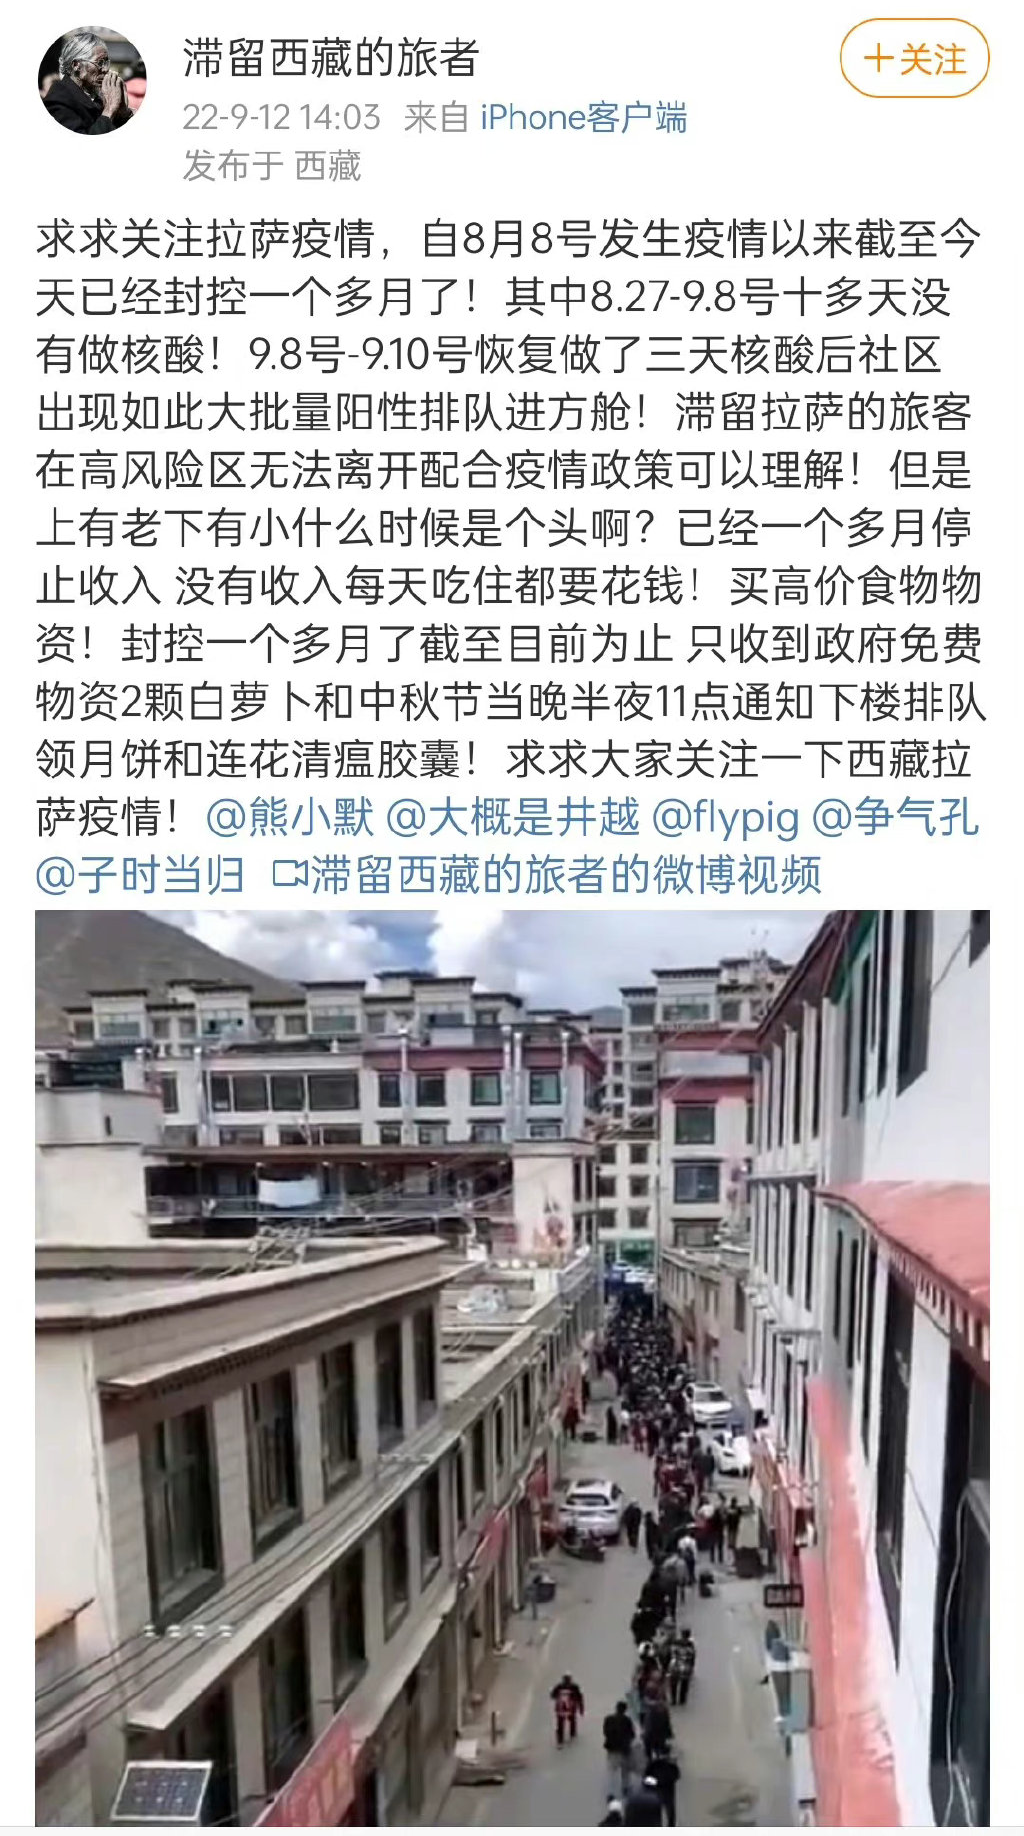 滞留西藏的旅者
+关注
22-9-12 14:03 来自 iPhone客户端
发布于 西藏
求求关注拉萨疫情，自8月8号发生疫情以来截至今
天已经封控一个多月了！其中8.27-9.8号十多天没
有做核酸！9.8号-9.10号恢复做了三天核酸后社区
出现如此大批量阳性排队进方舱！滞留拉萨的旅客
在高风险区无法离开配合疫情政策可以理解！但是
上有老下有小什么时候是个头啊？已经一个多月停
止收入 没有收入每天吃住都要花钱！买高价食物物
资！封控一个多月了截至目前为止 只收到政府免费
物资2颗白萝卜和中秋节当晚半夜11点通知下楼排队
领月饼和连花清瘟胶囊！求求大家关注一下西藏拉
萨疫情！@熊小默 @大概是井越 @flypig @争气孔
@子时当归 滞留西藏的旅者的微博视频